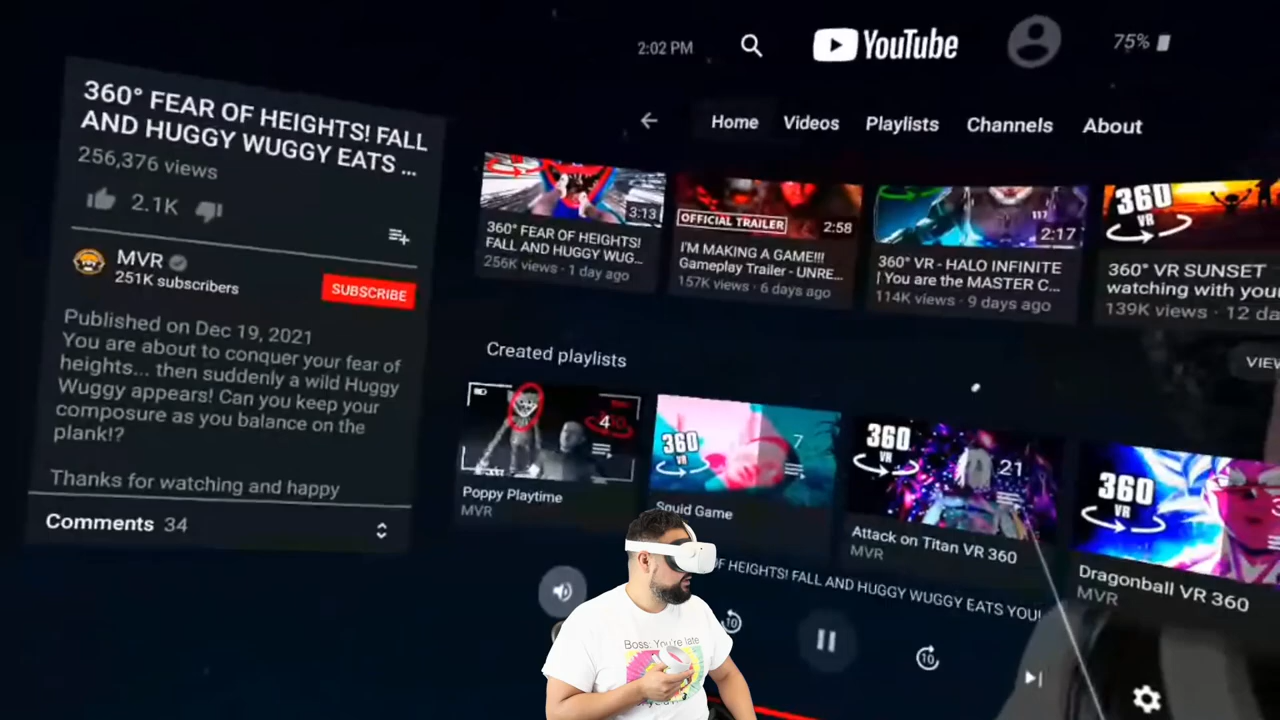 2:02 PM
YouTube
75%
Home Videos Playlists Channels About
360° FEAR OF HEIGHTS! FALL
AND HUGGY WUGGY EATS ...
256,376 views
2.1K
MVR
251K subscribers
SUBSCRIBE
Published on Dec 19, 2021
You are about to conquer your fear of
heights... then suddenly a wild Huggy
Wuggy appears! Can you keep your
composure as you balance on the
plank!?
Thanks for watching and happy
Comments 34
3:13
360° FEAR OF HEIGHTS!
FALL AND HUGGY WUG...
256K views · 1 day ago
OFFICIAL TRAILER
2:58
I'M MAKING A GAME!!!
Gameplay Trailer - UNRE...
157K views · 6 days ago
117
2:17
360° VR - HALO INFINITE
| You are the MASTER C...
114K views · 9 days ago
360
VR
360° VR SUNSET
watching with your
139K views · 12 da
VIEW
Created playlists
4
Poppy Playtime
MVR
360
VR
7
Squid Game
360
VR
21
Attack on Titan VR 360
MVR
360
VR
Dragonball VR 360
MVR
OF HEIGHTS! FALL AND HUGGY WUGGY EATS YOU!
10
10
Boss: You're late